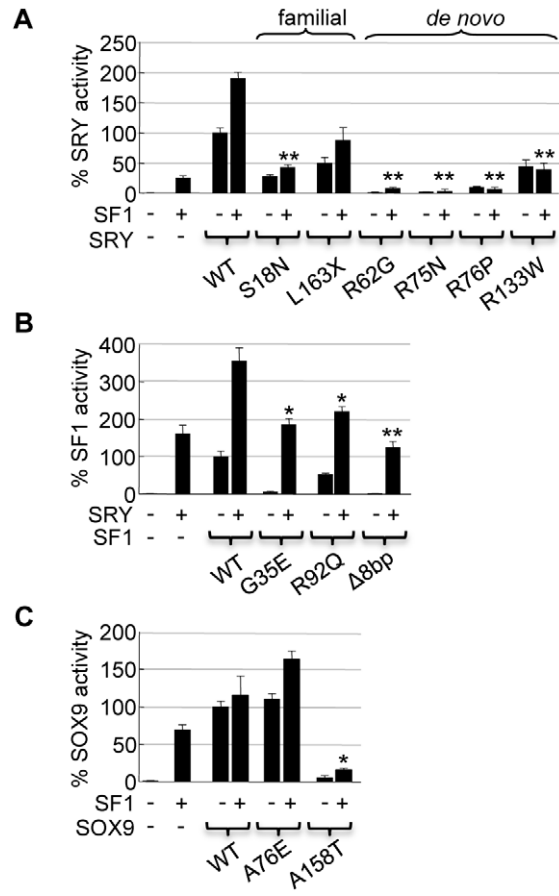 A
familial
de novo
% SRY activity
250
200
150
100
50
0
** ** ** ** **
SF1 - + - + - + - + - + - + - + - +
SRY - -
WT S18N L163X R62G R75N R76P R133W
B
% SF1 activity
400
300
200
100
0
* * **
SRY - + - + - + - + - +
SF1 - -
WT G35E R92Q Δ8bp
C
% SOX9 activity
200
150
100
50
0
*
SF1 - + - + - + - +
SOX9 - -
WT A76E A158T